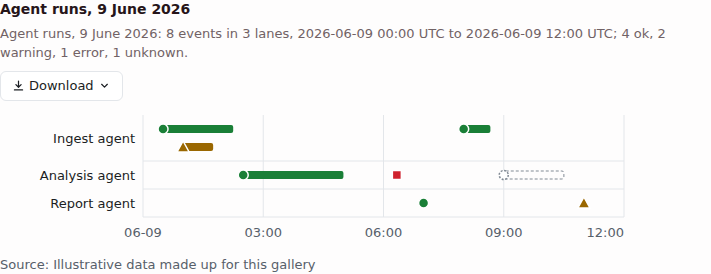 Agent runs, 9 June 2026
Agent runs, 9 June 2026: 8 events in 3 lanes, 2026-06-09 00:00 UTC to 2026-06-09 12:00 UTC; 4 ok, 2
warning, 1 error, 1 unknown.
Download
Ingest agent
Analysis agent
Report agent
06-09 03:00 06:00 09:00 12:00
Source: Illustrative data made up for this gallery